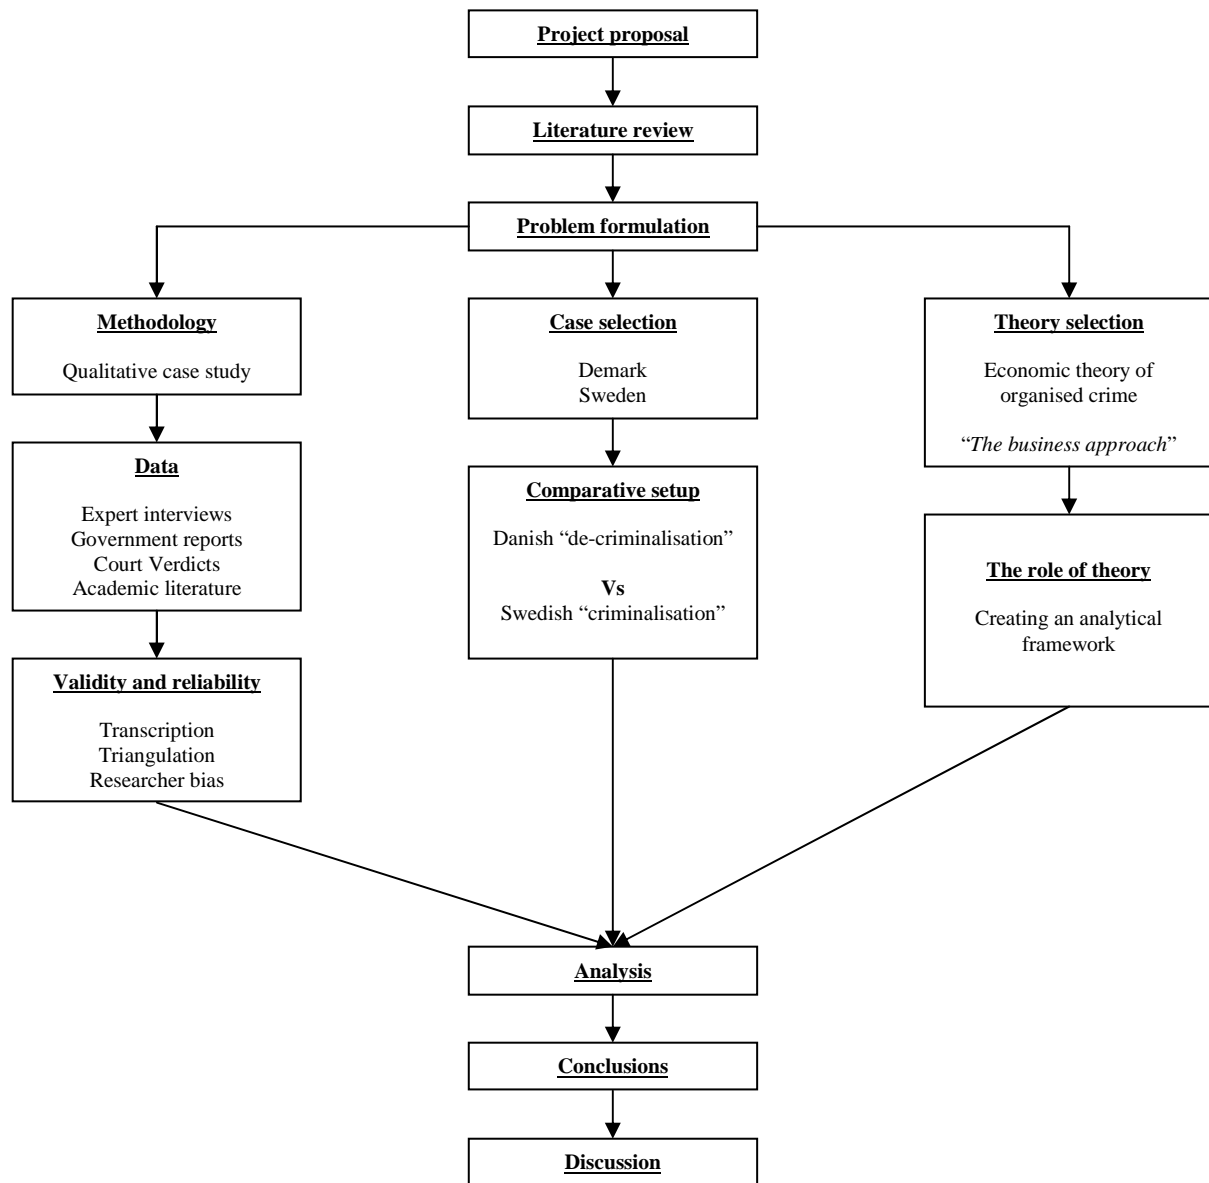 Project proposal
Literature review
Problem formulation
Methodology
Qualitative case study
Data
Expert interviews
Government reports
Court Verdicts
Academic literature
Validity and reliability
Transcription
Triangulation
Researcher bias
Case selection
Demark
Sweden
Comparative setup
Danish “de-criminalisation”
Vs
Swedish “criminalisation”
Theory selection
Economic theory of
organised crime
“The business approach”
The role of theory
Creating an analytical
framework
Analysis
Conclusions
Discussion